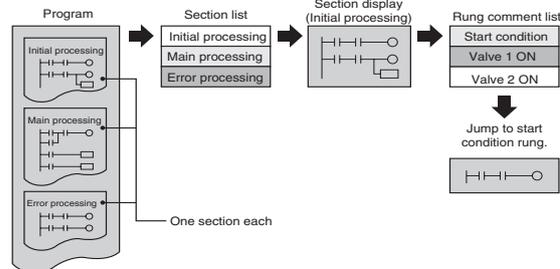 Program
Initial processing
Main processing
Error processing
One section each
Section list
Initial processing
Main processing
Error processing
Section display
(Initial processing)
Rung comment list
Start condition
Valve 1 ON
Valve 2 ON
Jump to start
condition rung.